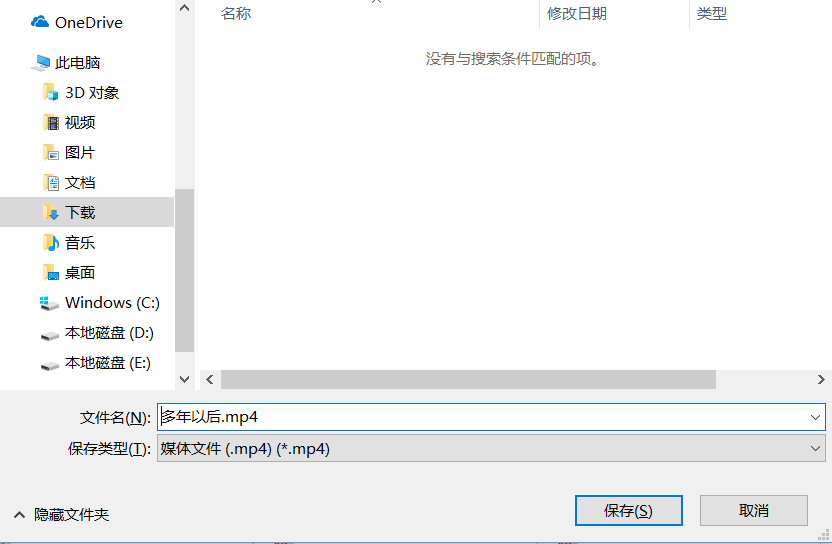 OneDrive
此电脑
3D 对象
视频
图片
文档
下载
音乐
桌面
Windows (C:)
本地磁盘 (D:)
本地磁盘 (E:)
名称 修改日期 类型
没有与搜索条件匹配的项。
文件名(N): 多年以后.mp4
保存类型(T): 媒体文件 (.mp4) (*.mp4)
隐藏文件夹 保存(S) 取消